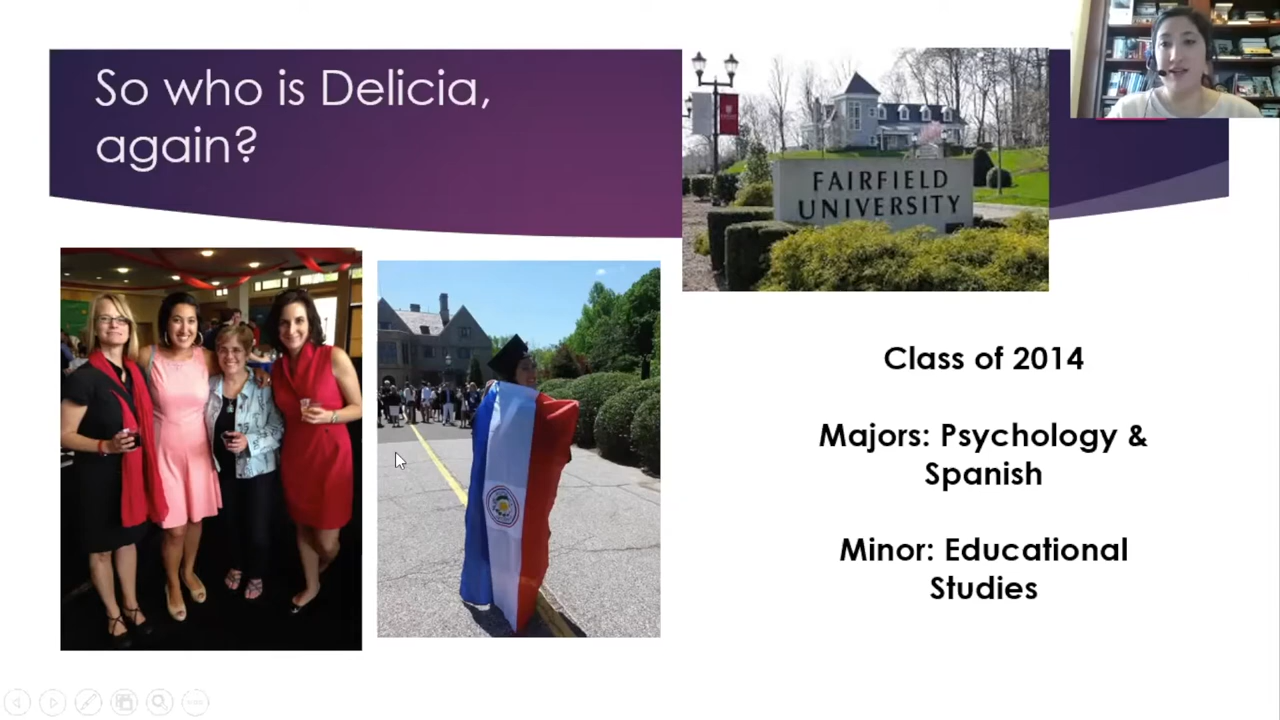 So who is Delicia,
again?
FAIRFIELD
UNIVERSITY
Class of 2014
Majors: Psychology &
Spanish
Minor: Educational
Studies